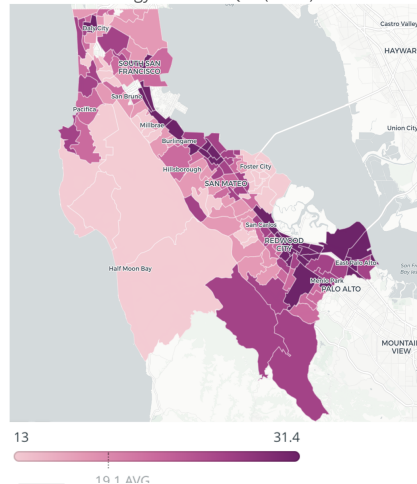 Daly City
Castro Valley
HAYWAR
SOUTH SAN
FRANCISCO
San Bruno
Pacifica
Millbrae
Union City
Burlingame
Foster City
Hillsborough
SAN MATEO
San Carlos
REDWOOD
CITY
East Palo Alto
Half Moon Bay
Menlo Park
PALO ALTO
MOUNTAI
VIEW
13
31.4
19.1 AVG